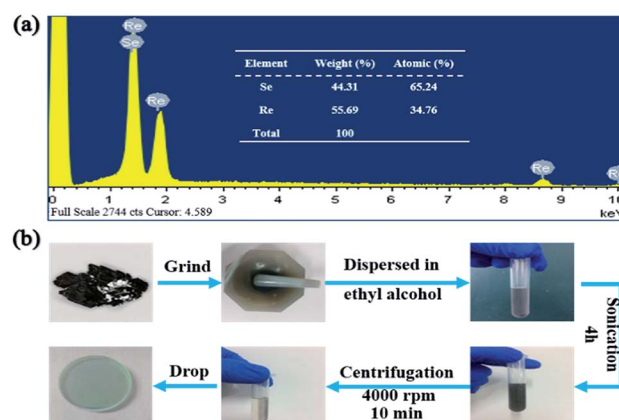 (a)
Re
Se
Re
Element Weight (%) Atomic (%)
Se 44.31 65.24
Re 55.69 34.76
Total 100
Re
Re
0 1 2 3 4 5 6 7 8 9 10
Full Scale 2744 cts Cursor: 4.589
keV
(b)
Grind
Dispersed in
ethyl alcohol
Sonication
4h
Drop
Centrifugation
4000 rpm
10 min